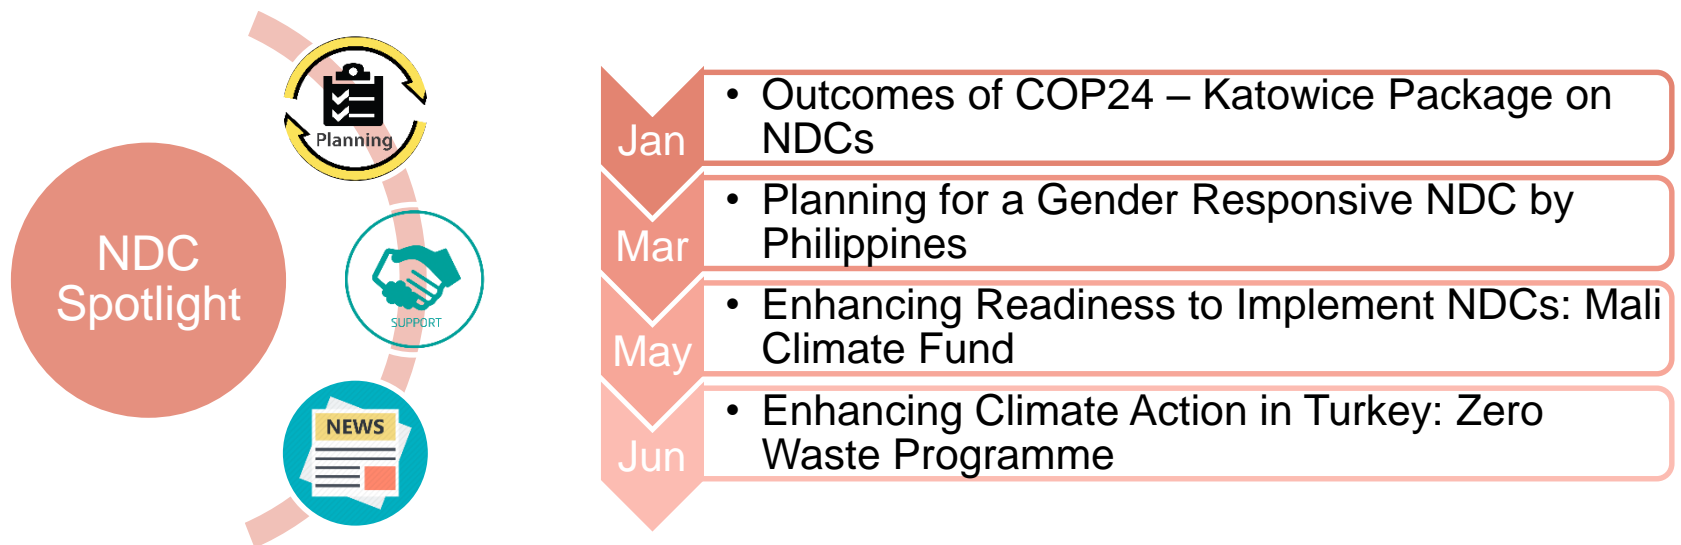 NDC
Spotlight
Planning
SUPPORT
NEWS
Jan
• Outcomes of COP24 – Katowice Package on
NDCs
Mar
• Planning for a Gender Responsive NDC by
Philippines
May
• Enhancing Readiness to Implement NDCs: Mali
Climate Fund
Jun
• Enhancing Climate Action in Turkey: Zero
Waste Programme